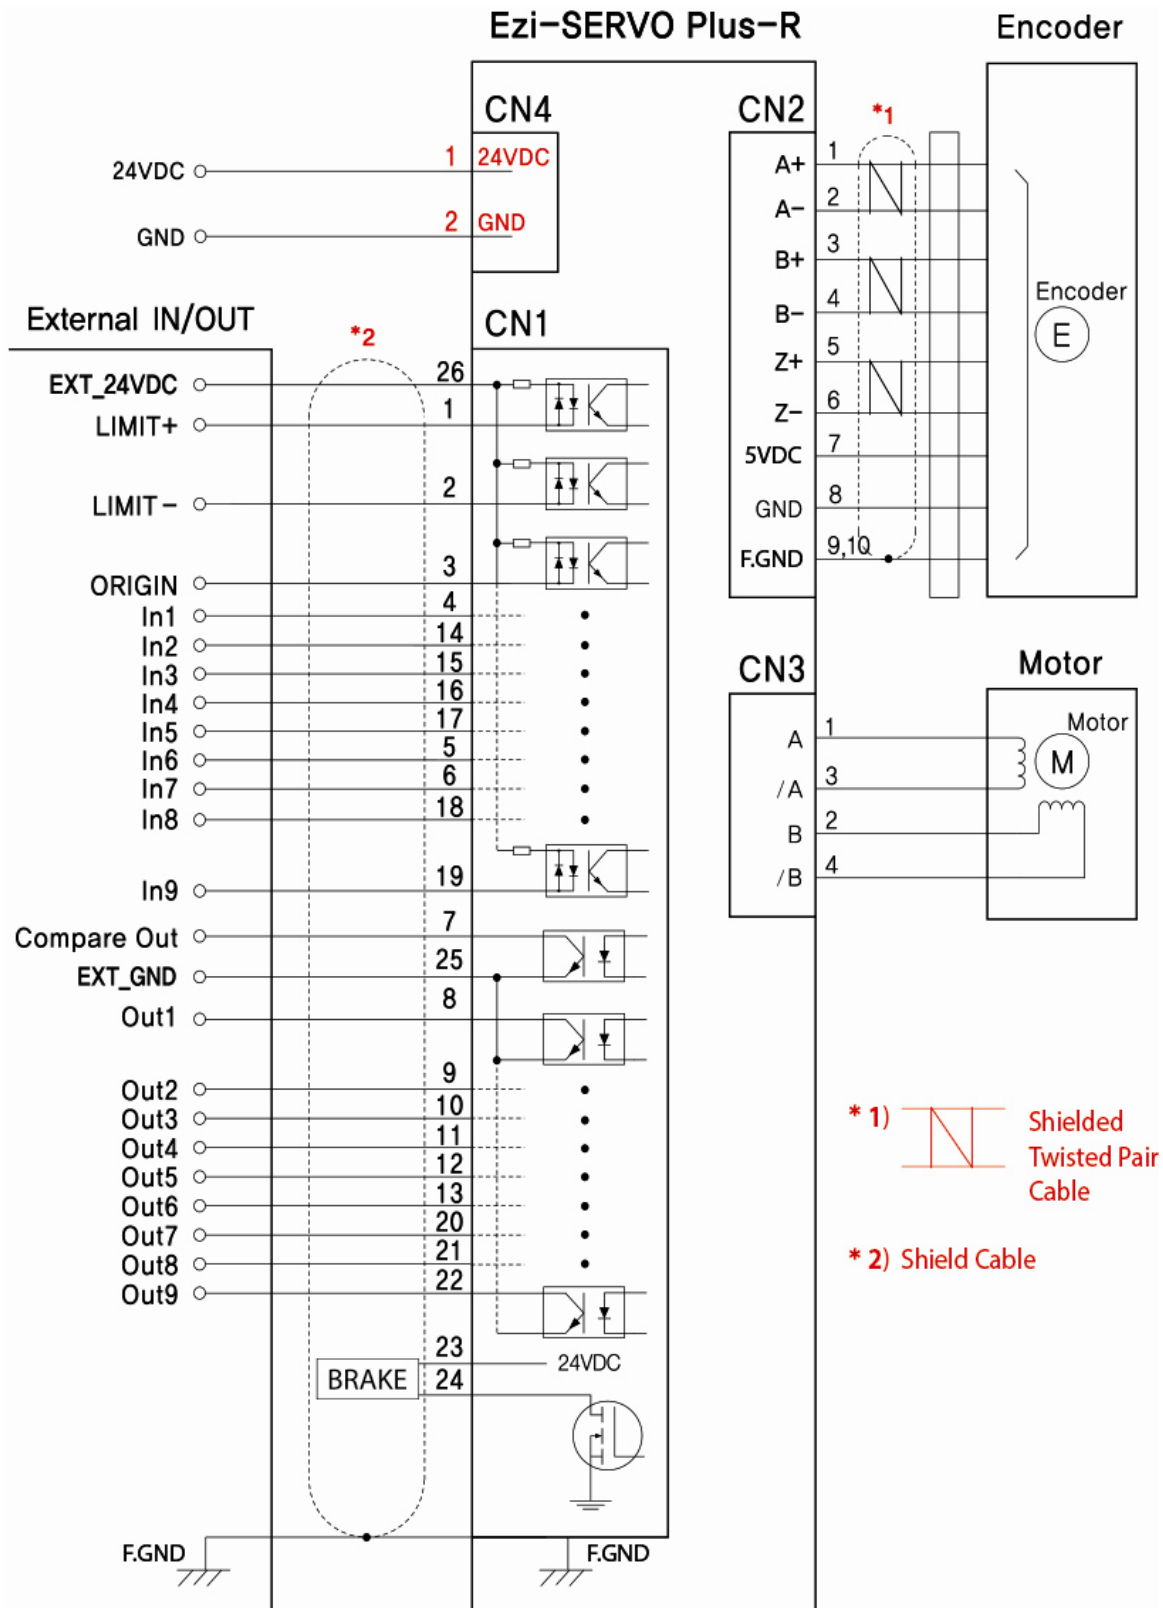 Ezi-SERVO Plus-R
Encoder
CN4
1 24VDC
24VDC
2 GND
GND
CN2
*1
A+ 1
A- 2
B+ 3
B- 4
Z+ 5
Z- 6
5VDC 7
GND 8
F.GND 9,10
Encoder
E
External IN/OUT
*2
CN1
EXT_24VDC 26
LIMIT+ 1
LIMIT- 2
ORIGIN 3
In1 4
In2 14
In3 15
In4 16
In5 17
In6 5
In7 6
In8 18
In9 19
Compare Out 7
EXT_GND 25
Out1 8
Out2 9
Out3 10
Out4 11
Out5 12
Out6 13
Out7 20
Out8 21
Out9 22
23 24VDC
BRAKE 24
F.GND
F.GND
CN3
Motor
A 1
/A 3
B 2
/B 4
Motor
M
* 1) Shielded
Twisted Pair
Cable
* 2) Shield Cable